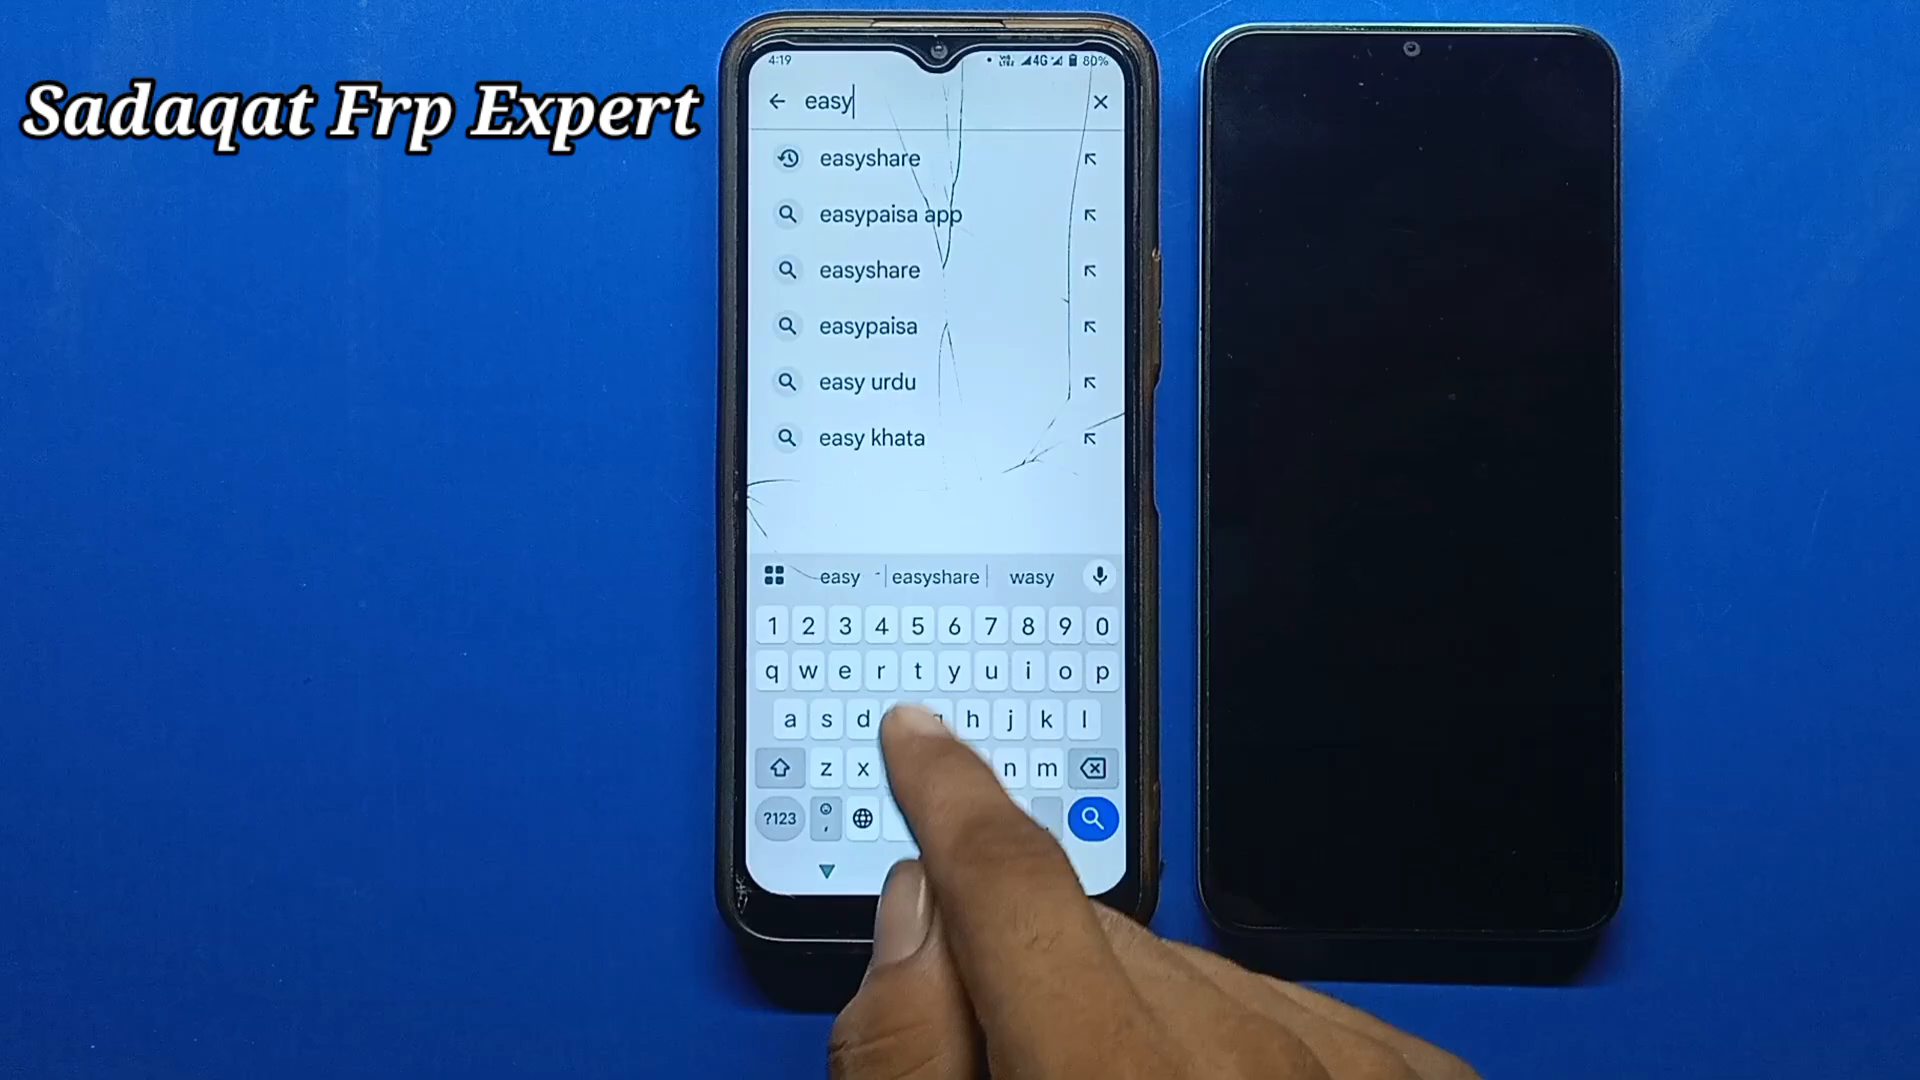 Sadaqat Frp Expert
4:19
4G 80%
easy
easyshare
easypaisa app
easyshare
easypaisa
easy urdu
easy khata
easy easyshare wasy
1 2 3 4 5 6 7 8 9 0
q w e r t y u i o p
a s d g h j k l
z x n m
?123 , .